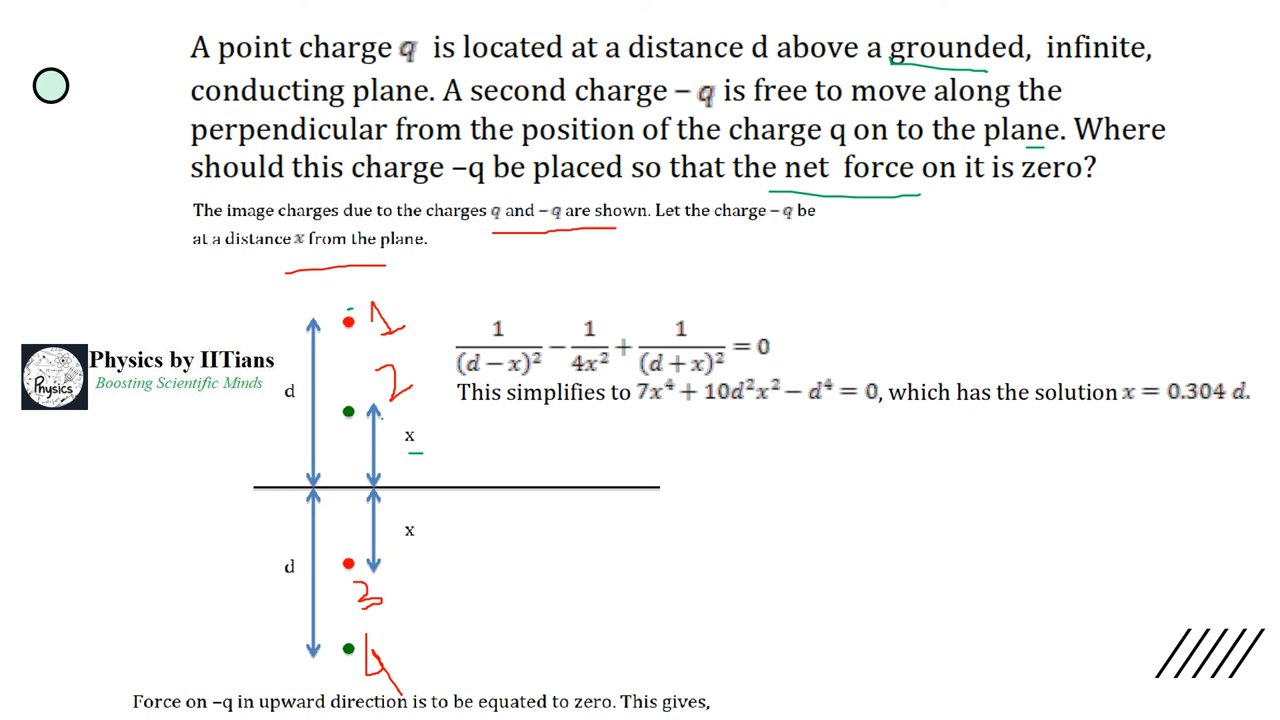 A point charge q is located at a distance d above a grounded, infinite,
conducting plane. A second charge – q is free to move along the
perpendicular from the position of the charge q on to the plane. Where
should this charge –q be placed so that the net force on it is zero?
The image charges due to the charges q and –q are shown. Let the charge –q be
at a distance x from the plane.
1
2
d
x
x
d
3
4
1/(d − x)² − 1/4x² + 1/(d + x)² = 0
This simplifies to 7x⁴ + 10d²x² − d⁴ = 0, which has the solution x = 0.304 d.
Physics by IITians
Boosting Scientific Minds
Physics
Force on –q in upward direction is to be equated to zero. This gives,